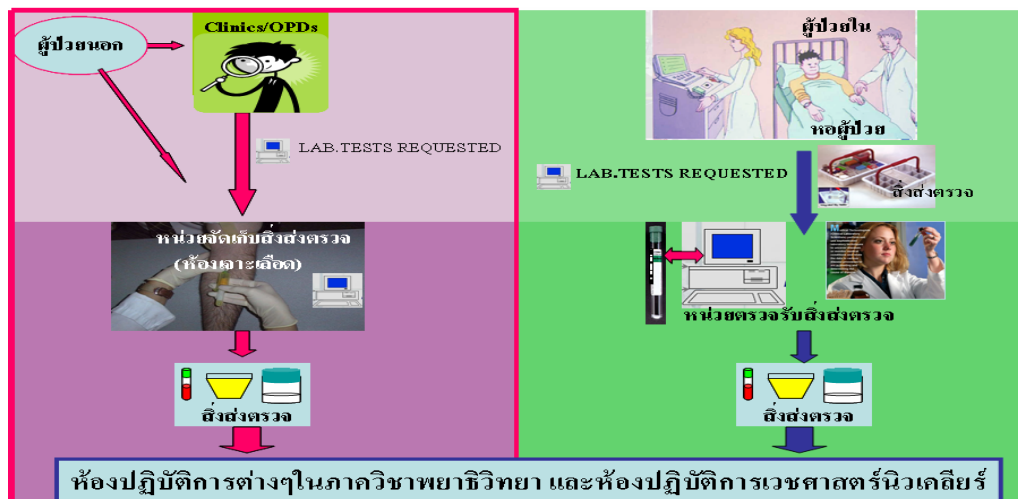 ผู้ป่วยนอก
Clinics/OPDs
LAB.TESTS REQUESTED
หน่วยจัดเก็บสิ่งส่งตรวจ
(ห้องเจาะเลือด)
สิ่งส่งตรวจ
ผู้ป่วยใน
หอผู้ป่วย
LAB.TESTS REQUESTED
สิ่งส่งตรวจ
หน่วยตรวจรับสิ่งส่งตรวจ
สิ่งส่งตรวจ
ห้องปฏิบัติการต่างๆในภาควิชาพยาธิวิทยา และห้องปฏิบัติการเวชศาสตร์นิวเคลียร์